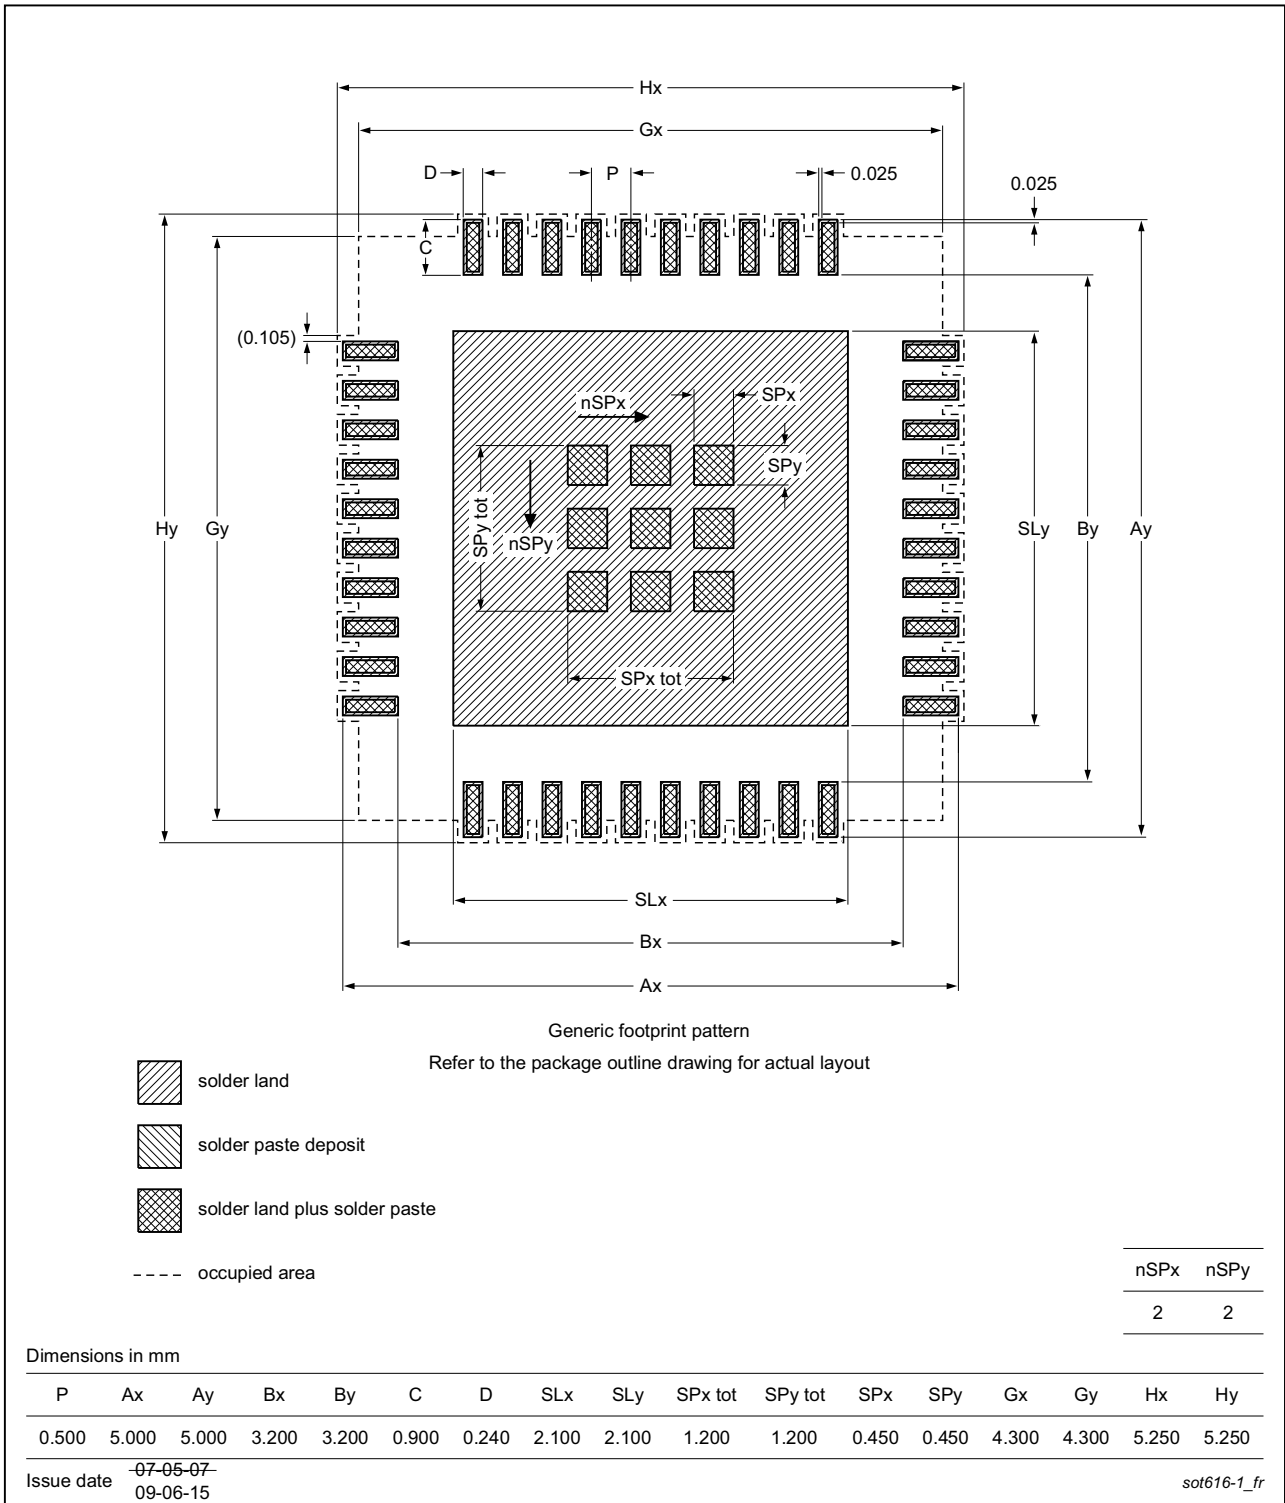 Hx
Gx
D
P
0.025
0.025
C
(0.105)
SPx
nSPx
SPy
SPy tot
nSPy
Hy
Gy
SLy
By
Ay
SPx tot
SLx
Bx
Ax
Generic footprint pattern
Refer to the package outline drawing for actual layout
solder land
solder paste deposit
solder land plus solder paste
occupied area
nSPx nSPy
2 2
Dimensions in mm
P Ax Ay Bx By C D SLx SLy SPx tot SPy tot SPx SPy Gx Gy Hx Hy
0.500 5.000 5.000 3.200 3.200 0.900 0.240 2.100 2.100 1.200 1.200 0.450 0.450 4.300 4.300 5.250 5.250
Issue date
07-05-07
09-06-15
sot616-1_fr